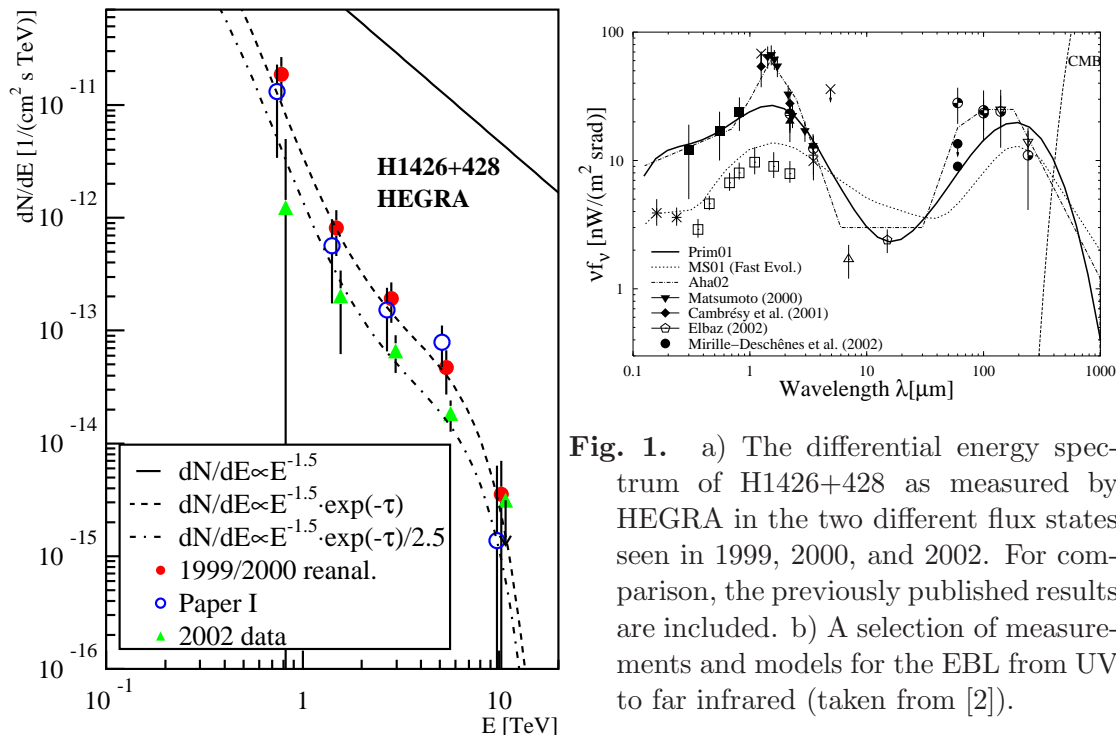 dN/dE [1/(cm² s TeV)]
10⁻¹¹
10⁻¹²
10⁻¹³
10⁻¹⁴
10⁻¹⁵
10⁻¹⁶
H1426+428
HEGRA
dN/dE∝E⁻¹·⁵
dN/dE∝E⁻¹·⁵·exp(-τ)
dN/dE∝E⁻¹·⁵·exp(-τ)/2.5
1999/2000 reanal.
Paper I
2002 data
10⁻¹ 1 10
E [TeV]
νfν [nW/(m² srad)]
100
10
1
CMB
Prim01
MS01 (Fast Evol.)
Aha02
Matsumoto (2000)
Cambrésy et al. (2001)
Elbaz (2002)
Mirille−Deschênes et al. (2002)
0.1 1 10 100 1000
Wavelength λ[μm]
Fig. 1. a) The differential energy spec-
trum of H1426+428 as measured by
HEGRA in the two different flux states
seen in 1999, 2000, and 2002. For com-
parison, the previously published results
are included. b) A selection of measure-
ments and models for the EBL from UV
to far infrared (taken from [2]).